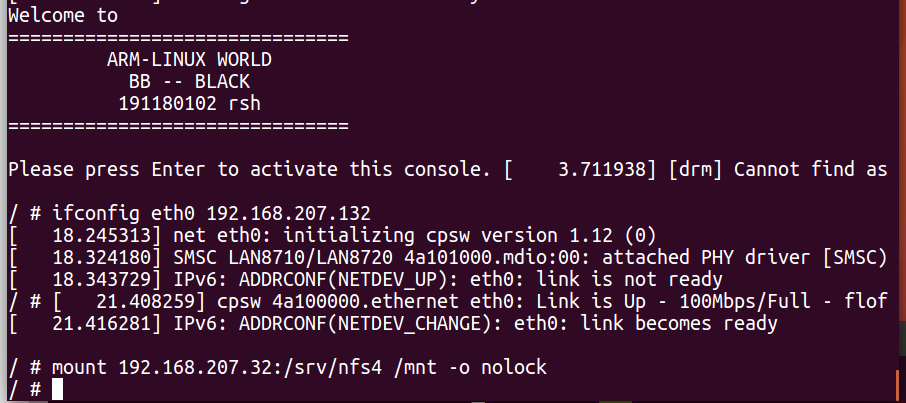 Welcome to
===============================
ARM-LINUX WORLD
BB -- BLACK
191180102 rsh
===============================
Please press Enter to activate this console. [    3.711938] [drm] Cannot find as
/ # ifconfig eth0 192.168.207.132
[   18.245313] net eth0: initializing cpsw version 1.12 (0)
[   18.324180] SMSC LAN8710/LAN8720 4a101000.mdio:00: attached PHY driver [SMSC)
[   18.343729] IPv6: ADDRCONF(NETDEV_UP): eth0: link is not ready
/ # [   21.408259] cpsw 4a100000.ethernet eth0: Link is Up - 100Mbps/Full - flof
[   21.416281] IPv6: ADDRCONF(NETDEV_CHANGE): eth0: link becomes ready
/ # mount 192.168.207.32:/srv/nfs4 /mnt -o nolock
/ #